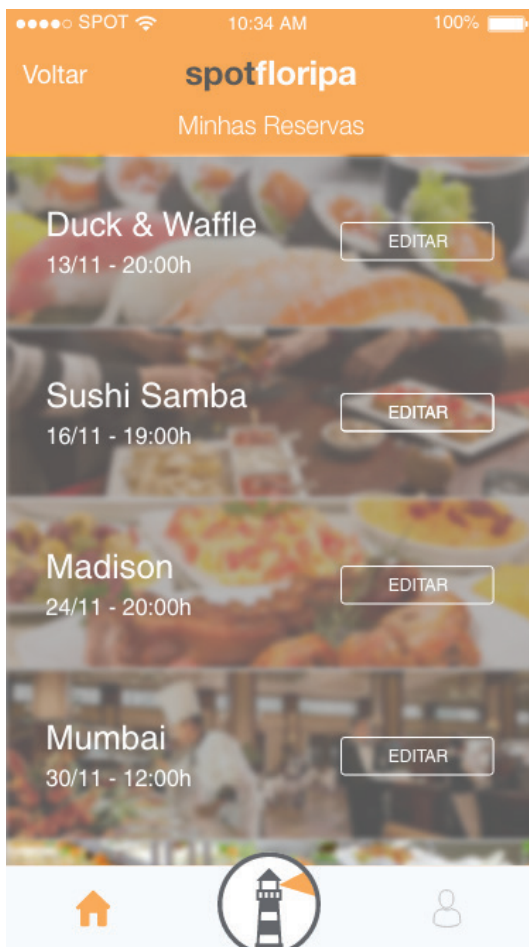 SPOT 10:34 AM 100%
Voltar spotfloripa
Minhas Reservas
Duck & Waffle
13/11 - 20:00h
EDITAR
Sushi Samba
16/11 - 19:00h
EDITAR
Madison
24/11 - 20:00h
EDITAR
Mumbai
30/11 - 12:00h
EDITAR